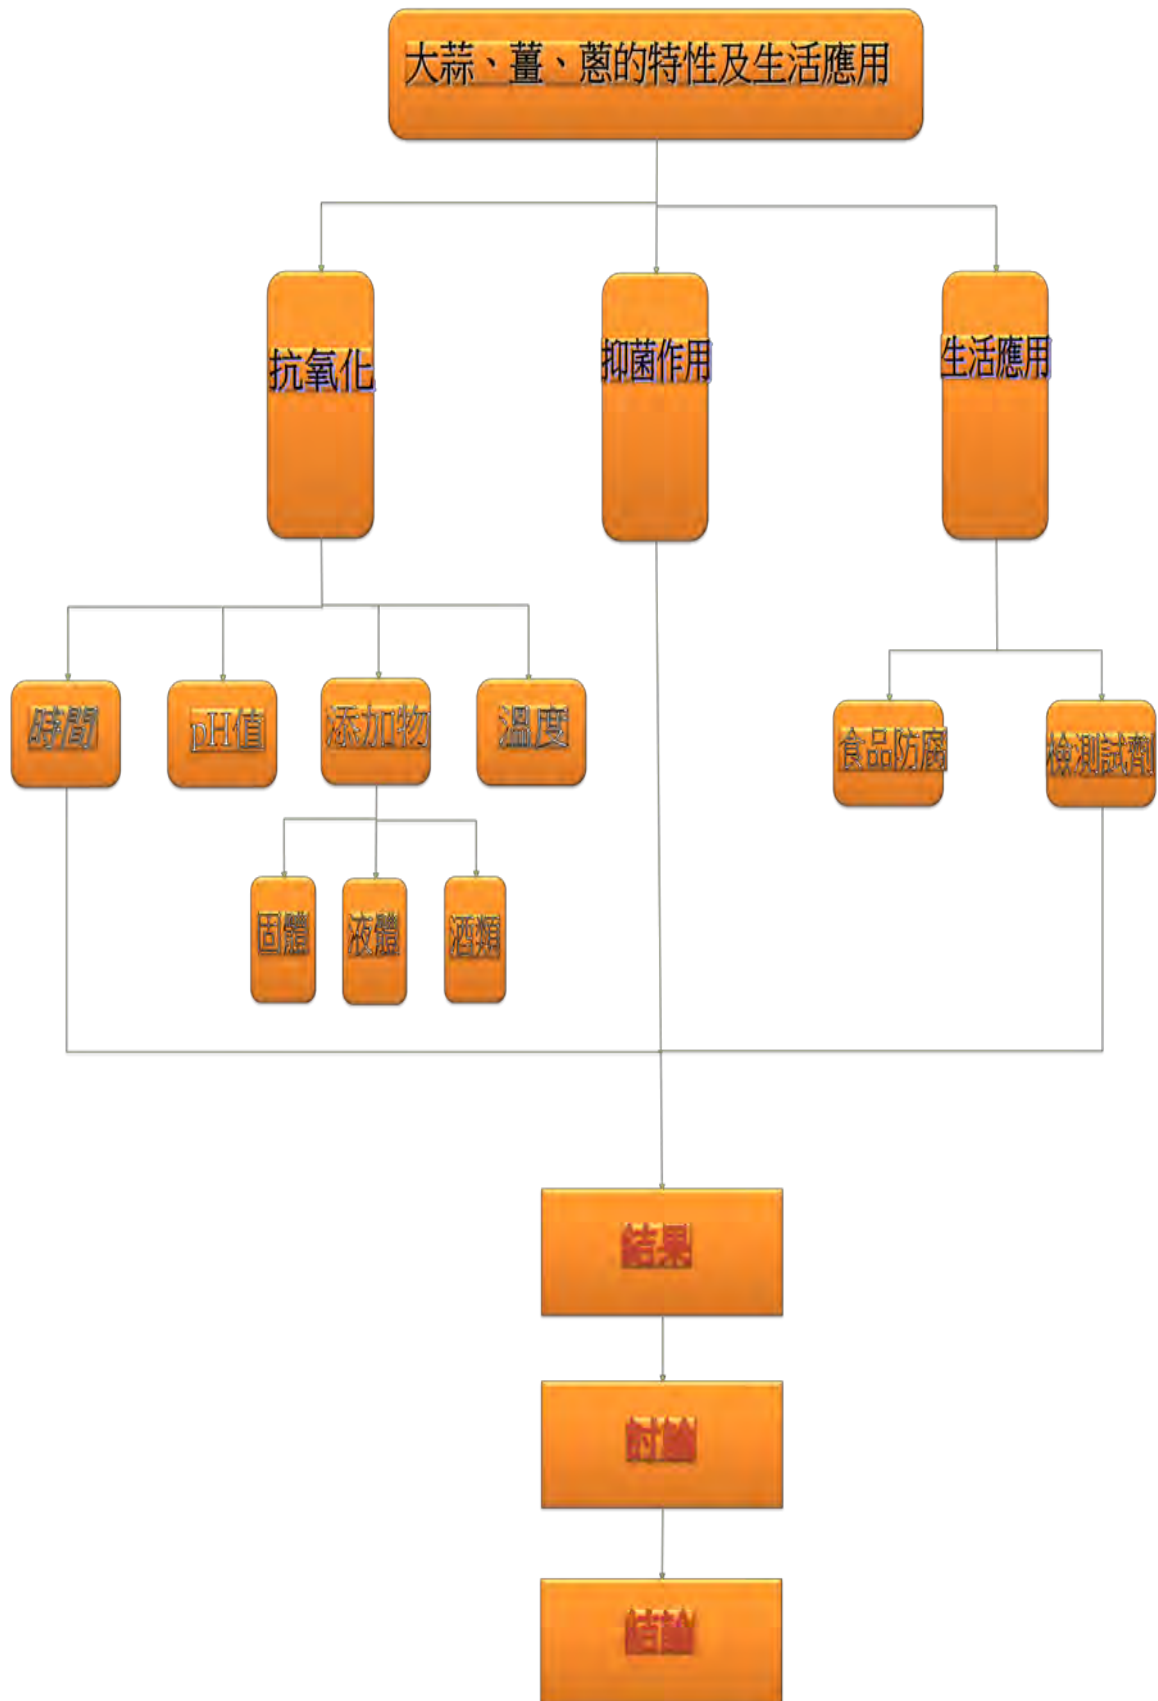 大蒜、薑、蔥的特性及生活應用
抗氧化
抑菌作用
生活應用
時間
pH值
添加物
溫度
食品防腐
檢測試劑
固體
液體
酒類
結果
討論
結論